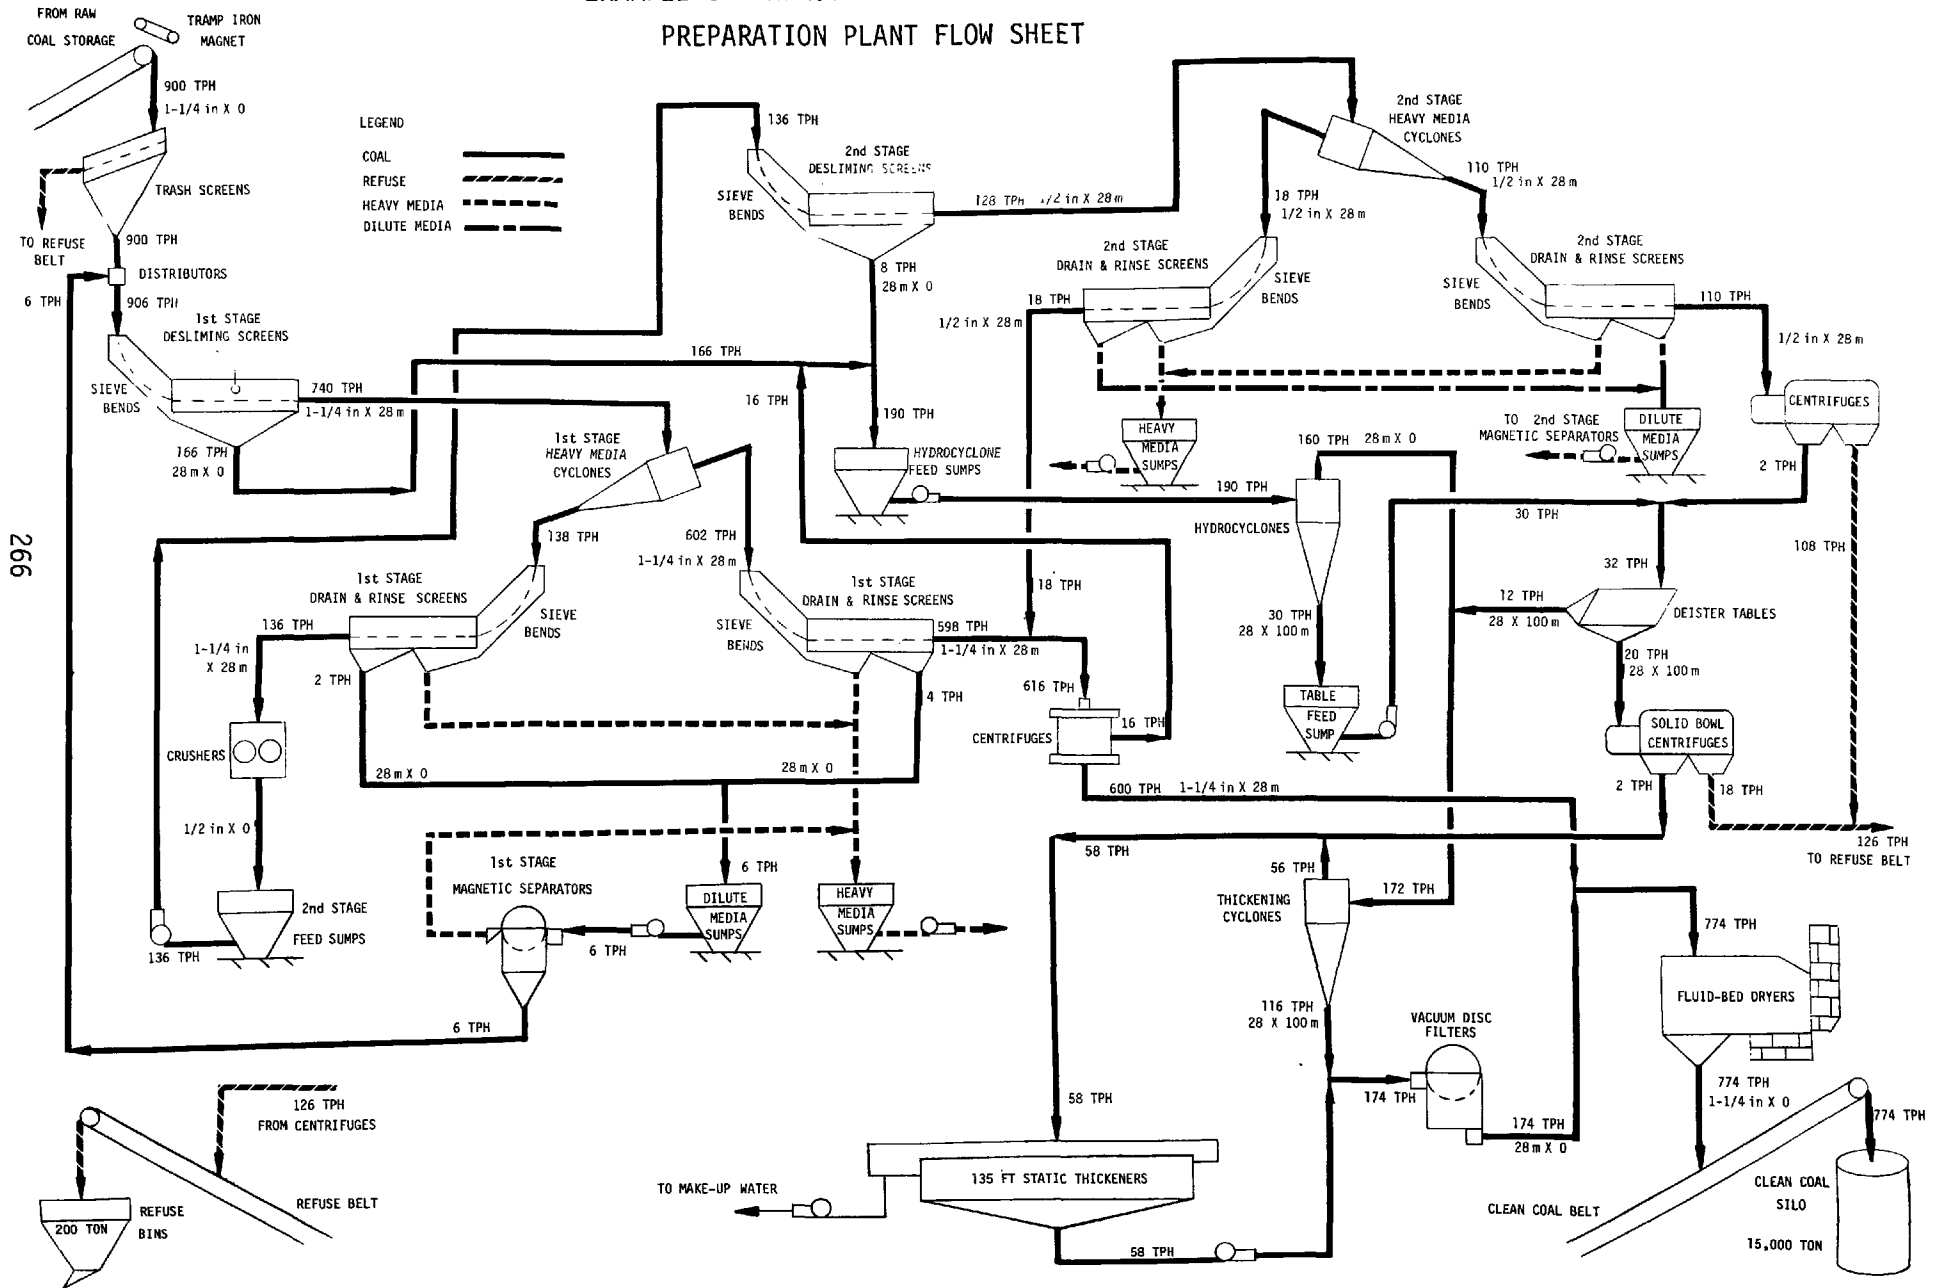 PREPARATION PLANT FLOW SHEET
FROM RAW
COAL STORAGE
TRAMP IRON
MAGNET
900 TPH
1-1/4 in X 0
TRASH SCREENS
TO REFUSE
BELT
900 TPH
DISTRIBUTORS
6 TPH
906 TPH
1st STAGE
DESLIMING SCREENS
SIEVE
BENDS
740 TPH
1-1/4 in X 28 m
166 TPH
28 m X 0
LEGEND
COAL
REFUSE
HEAVY MEDIA
DILUTE MEDIA
136 TPH
2nd STAGE
DESLIMING SCREENS
SIEVE
BENDS
128 TPH 1/2 in X 28 m
8 TPH
28 m X 0
166 TPH
16 TPH
190 TPH
HYDROCYCLONE
FEED SUMPS
2nd STAGE
HEAVY MEDIA
CYCLONES
110 TPH
1/2 in X 28 m
18 TPH
1/2 in X 28 m
2nd STAGE
DRAIN & RINSE SCREENS
SIEVE
BENDS
18 TPH
1/2 in X 28 m
2nd STAGE
DRAIN & RINSE SCREENS
SIEVE
BENDS
110 TPH
1/2 in X 28 m
CENTRIFUGES
HEAVY
MEDIA
SUMPS
TO 2nd STAGE
MAGNETIC SEPARATORS
DILUTE
MEDIA
SUMPS
2 TPH
108 TPH
160 TPH 28 m X 0
190 TPH
HYDROCYCLONES
30 TPH
32 TPH
30 TPH
28 X 100 m
12 TPH
28 X 100 m
DEISTER TABLES
20 TPH
28 X 100 m
TABLE
FEED
SUMP
SOLID BOWL
CENTRIFUGES
2 TPH
18 TPH
126 TPH
TO REFUSE BELT
1st STAGE
HEAVY MEDIA
CYCLONES
138 TPH
602 TPH
1-1/4 in X 28 m
1st STAGE
DRAIN & RINSE SCREENS
SIEVE
BENDS
136 TPH
1-1/4 in
X 28 m
2 TPH
1st STAGE
DRAIN & RINSE SCREENS
SIEVE
BENDS
598 TPH
1-1/4 in X 28 m
18 TPH
4 TPH
616 TPH
CENTRIFUGES
16 TPH
600 TPH 1-1/4 in X 28 m
CRUSHERS
28 m X 0
28 m X 0
1/2 in X 0
2nd STAGE
FEED SUMPS
136 TPH
1st STAGE
MAGNETIC SEPARATORS
6 TPH
DILUTE
MEDIA
SUMPS
6 TPH
HEAVY
MEDIA
SUMPS
6 TPH
58 TPH
56 TPH
THICKENING
CYCLONES
172 TPH
116 TPH
28 X 100 m
VACUUM DISC
FILTERS
174 TPH
174 TPH
28 m X 0
774 TPH
FLUID-BED DRYERS
774 TPH
1-1/4 in X 0
774 TPH
58 TPH
135 FT STATIC THICKENERS
TO MAKE-UP WATER
58 TPH
CLEAN COAL BELT
CLEAN COAL
SILO
15,000 TON
126 TPH
FROM CENTRIFUGES
REFUSE BELT
200 TON
REFUSE
BINS
266